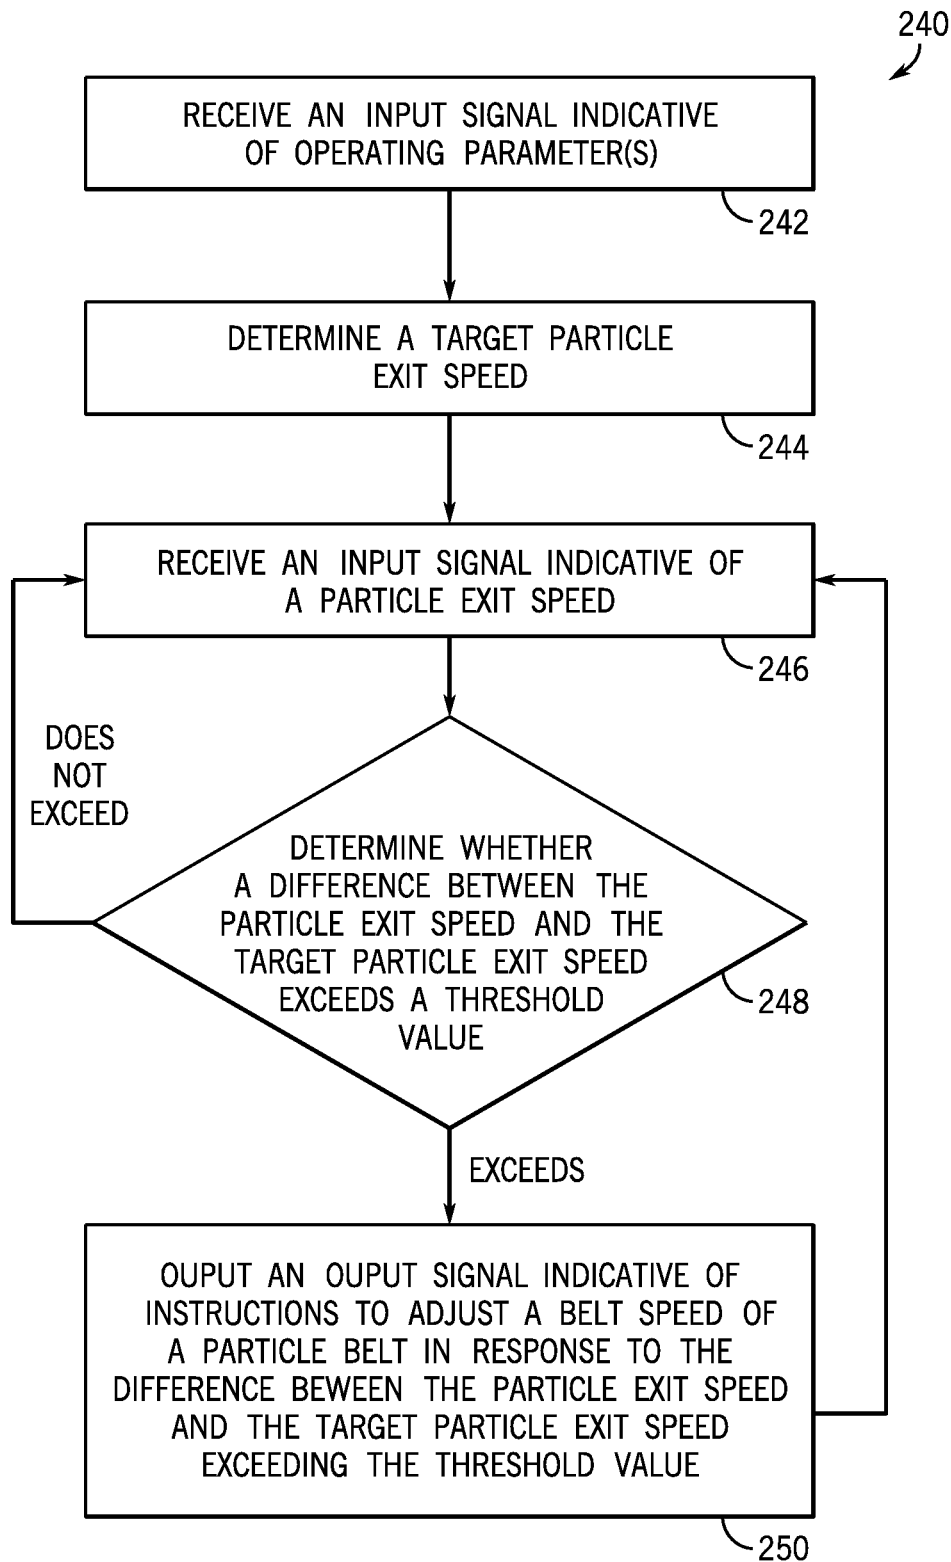 240
RECEIVE AN INPUT SIGNAL INDICATIVE
OF OPERATING PARAMETER(S)
242
DETERMINE A TARGET PARTICLE
EXIT SPEED
244
RECEIVE AN INPUT SIGNAL INDICATIVE OF
A PARTICLE EXIT SPEED
246
DOES
NOT
EXCEED
DETERMINE WHETHER
A DIFFERENCE BETWEEN THE
PARTICLE EXIT SPEED AND THE
TARGET PARTICLE EXIT SPEED
EXCEEDS A THRESHOLD
VALUE
248
EXCEEDS
OUPUT AN OUPUT SIGNAL INDICATIVE OF
INSTRUCTIONS TO ADJUST A BELT SPEED OF
A PARTICLE BELT IN RESPONSE TO THE
DIFFERENCE BEWEEN THE PARTICLE EXIT SPEED
AND THE TARGET PARTICLE EXIT SPEED
EXCEEDING THE THRESHOLD VALUE
250